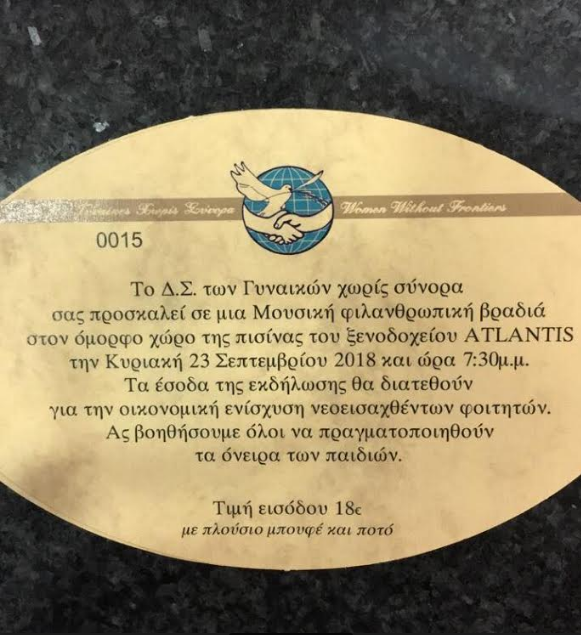 Γυναίκες Χωρίς Σύνορα Women Without Frontiers
0015
Το Δ.Σ. των Γυναικών χωρίς σύνορα
σας προσκαλεί σε μια Μουσική φιλανθρωπική βραδιά
στον όμορφο χώρο της πισίνας του ξενοδοχείου ATLANTIS
την Κυριακή 23 Σεπτεμβρίου 2018 και ώρα 7:30μ.μ.
Τα έσοδα της εκδήλωσης θα διατεθούν
για την οικονομική ενίσχυση νεοεισαχθέντων φοιτητών.
Ας βοηθήσουμε όλοι να πραγματοποιηθούν
τα όνειρα των παιδιών.
Τιμή εισόδου 18€
με πλούσιο μπουφέ και ποτό